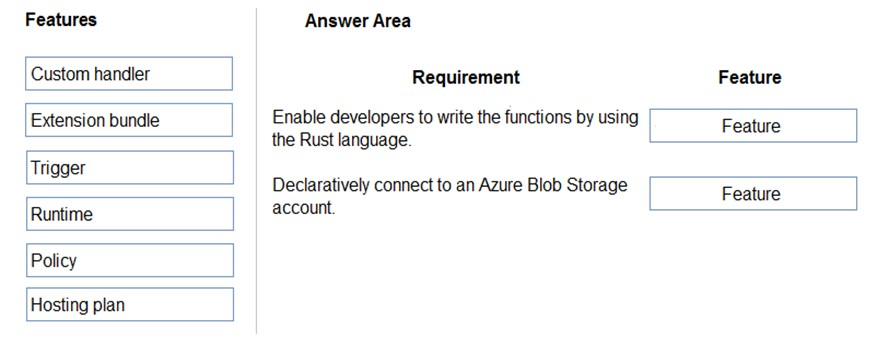 Features
Custom handler
Extension bundle
Trigger
Runtime
Policy
Hosting plan
Answer Area
Requirement Feature
Enable developers to write the functions by using
the Rust language.
Feature
Declaratively connect to an Azure Blob Storage
account.
Feature